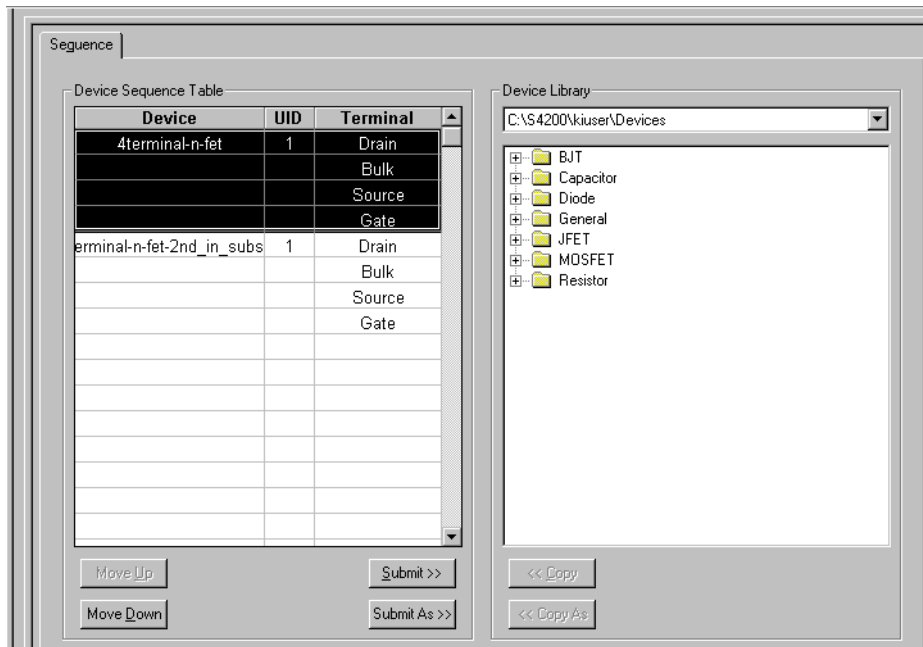 Sequence
Device Sequence Table
Device UID Terminal
4terminal-n-fet 1 Drain
Bulk
Source
Gate
erminal-n-fet-2nd_in_subs 1 Drain
Bulk
Source
Gate
Move Up
Submit >>
Move Down
Submit As >>
Device Library
C:\S4200\kiuser\Devices
BJT
Capacitor
Diode
General
JFET
MOSFET
Resistor
<< Copy
<< Copy As